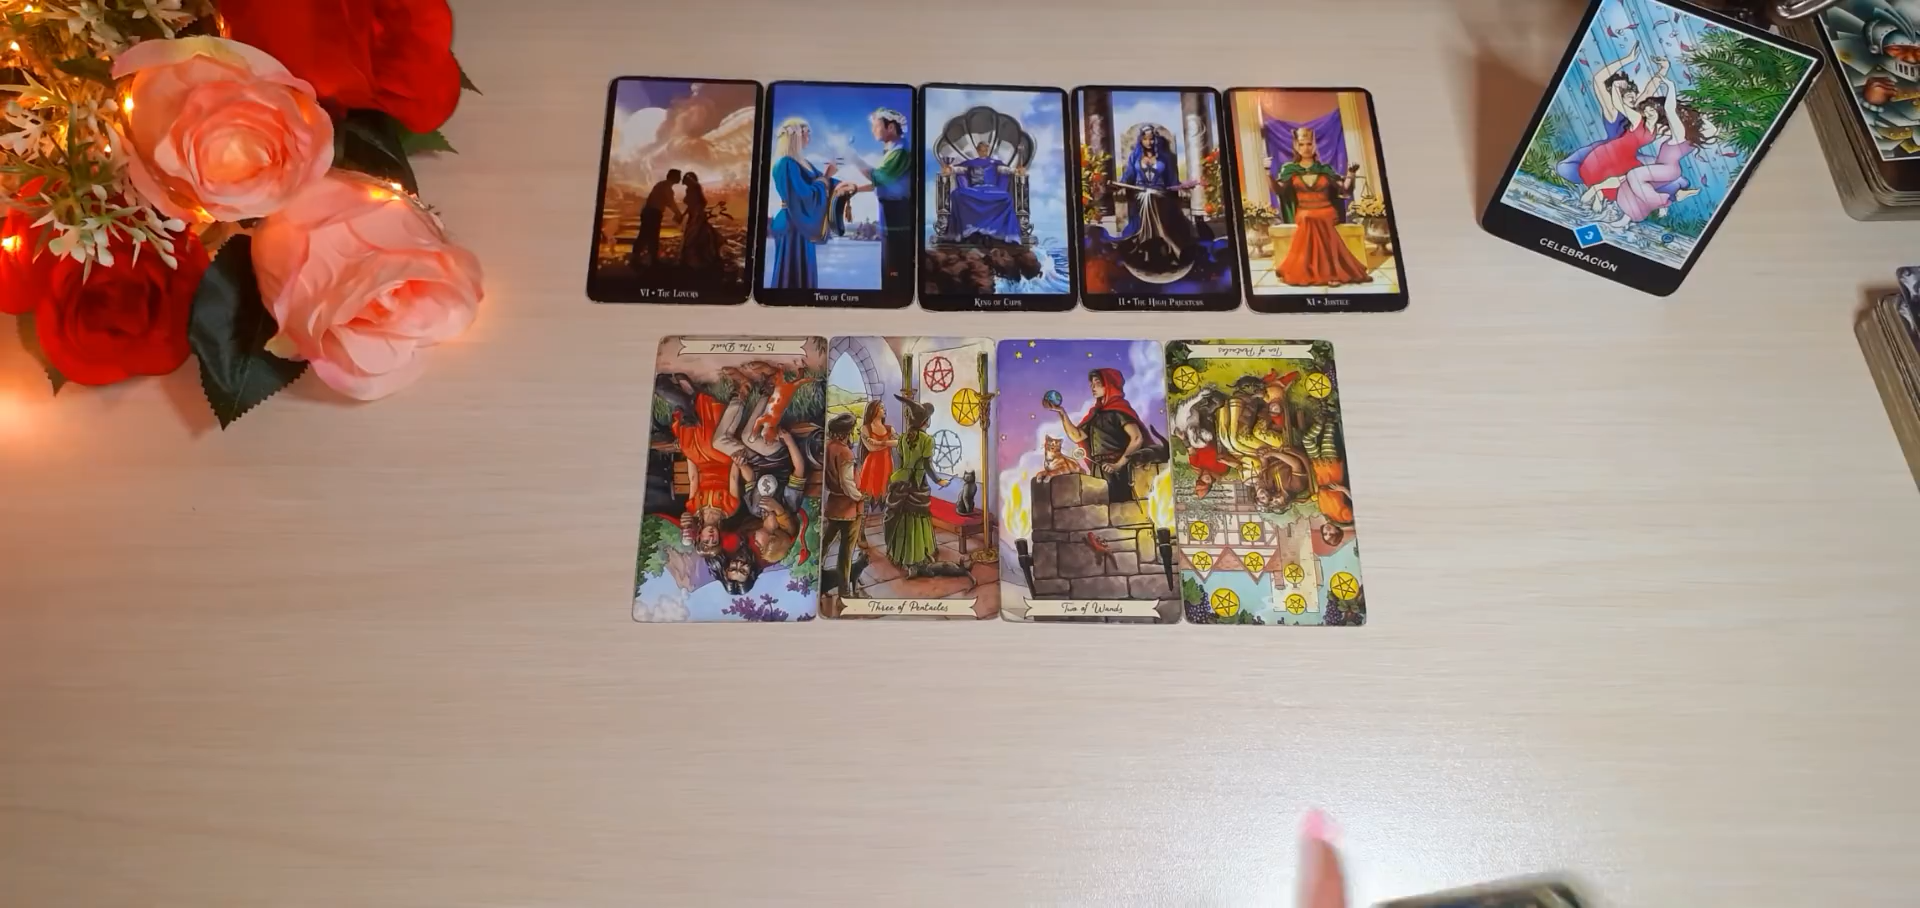 VI • The Lovers
Two of Cups
King of Cups
II • The High Priestess
XI • Justice
3
CELEBRACIÓN
15 • The Devil
Three of Pentacles
Two of Wands
Ten of Pentacles